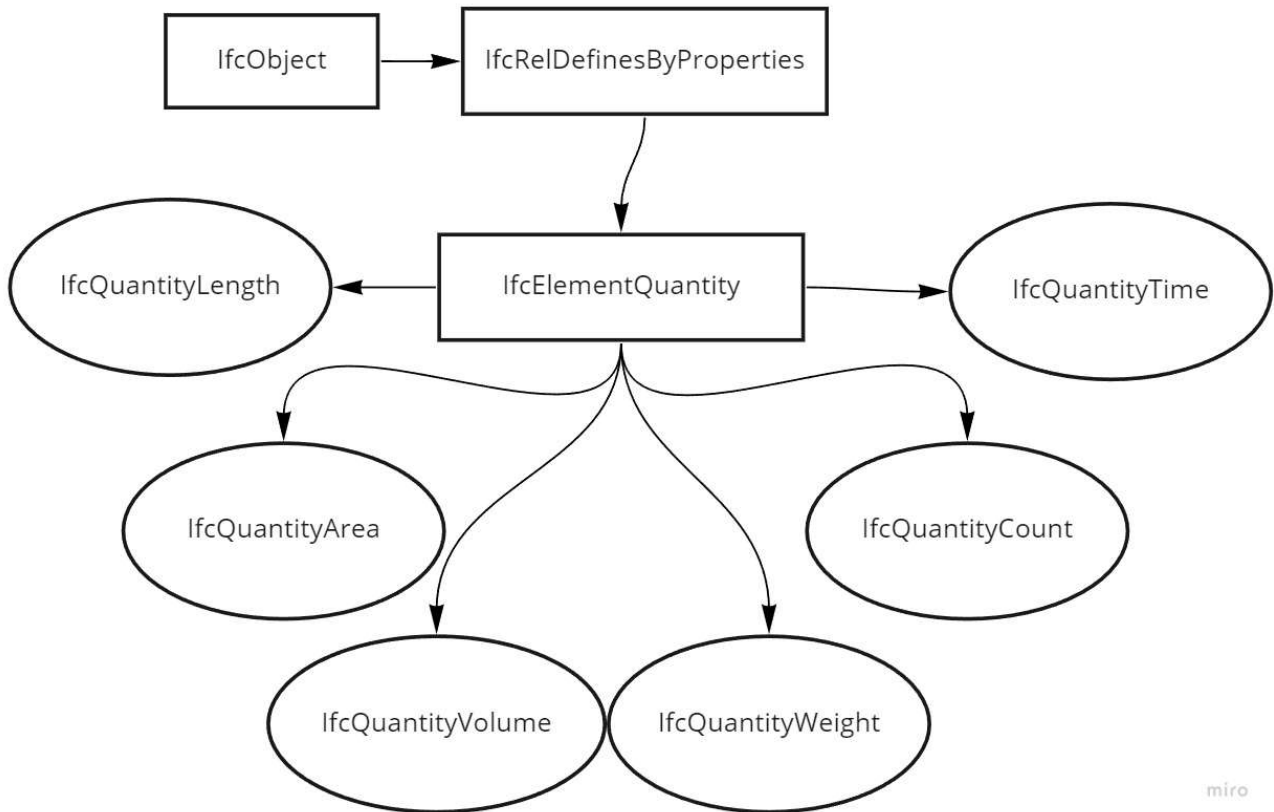 IfcObject
IfcRelDefinesByProperties
IfcQuantityLength
IfcElementQuantity
IfcQuantityTime
IfcQuantityArea
IfcQuantityCount
IfcQuantityVolume
IfcQuantityWeight
miro